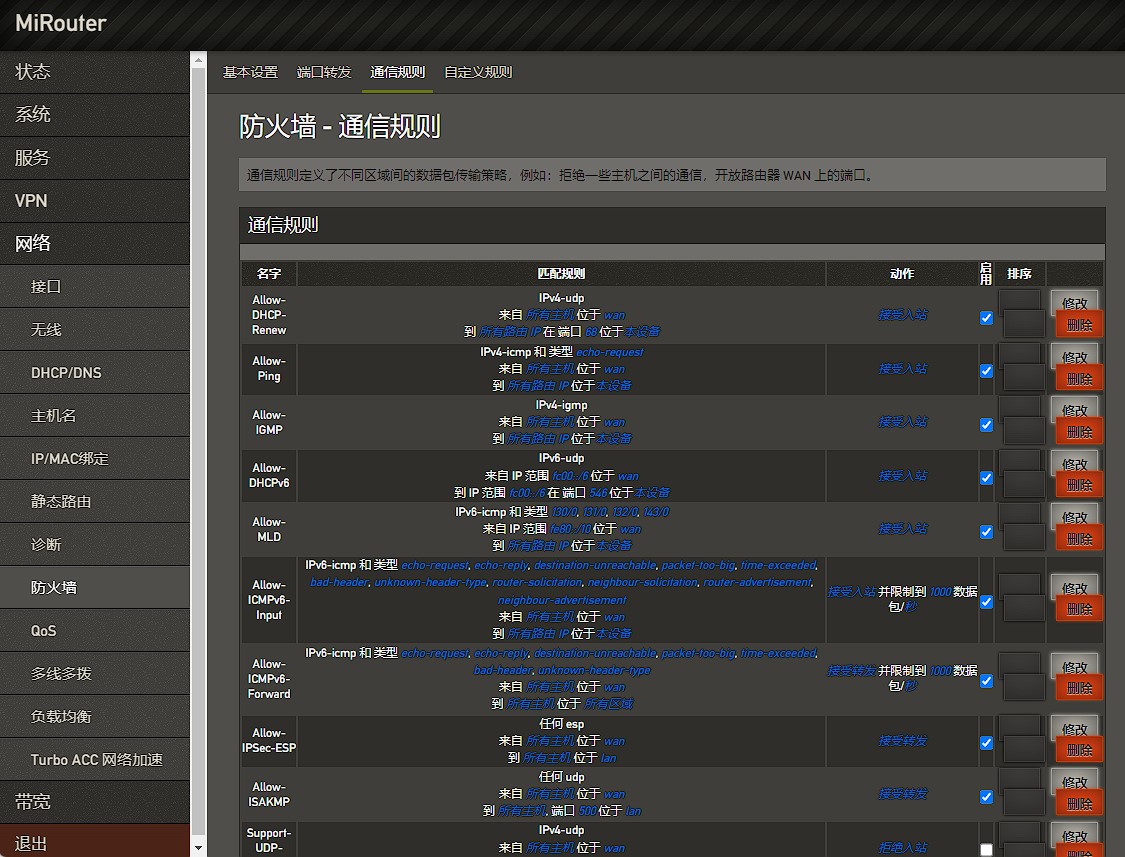 MiRouter
状态
系统
服务
VPN
网络
接口
无线
DHCP/DNS
主机名
IP/MAC绑定
静态路由
诊断
防火墙
QoS
多线多拨
负载均衡
Turbo ACC 网络加速
带宽
退出
基本设置 端口转发 通信规则 自定义规则
防火墙 - 通信规则
通信规则定义了不同区域间的数据包传输策略，例如：拒绝一些主机之间的通信，开放路由器 WAN 上的端口。
通信规则
名字 匹配规则 动作 启用 排序
Allow-DHCP-Renew
IPv4-udp
来自 所有主机 位于 wan
到 所有路由 IP 在 端口 68 位于 本设备
接受入站
修改
删除
Allow-Ping
IPv4-icmp 和 类型 echo-request
来自 所有主机 位于 wan
到 所有路由 IP 位于 本设备
接受入站
修改
删除
Allow-IGMP
IPv4-igmp
来自 所有主机 位于 wan
到 所有路由 IP 位于 本设备
接受入站
修改
删除
Allow-DHCPv6
IPv6-udp
来自 IP 范围 fc00::/6 位于 wan
到 IP 范围 fc00::/6 在 端口 546 位于 本设备
接受入站
修改
删除
Allow-MLD
IPv6-icmp 和 类型 130/0, 131/0, 132/0, 143/0
来自 IP 范围 fe80::/10 位于 wan
到 所有路由 IP 位于 本设备
接受入站
修改
删除
Allow-ICMPv6-Input
IPv6-icmp 和 类型 echo-request, echo-reply, destination-unreachable, packet-too-big, time-exceeded,
bad-header, unknown-header-type, router-solicitation, neighbour-solicitation, router-advertisement,
neighbour-advertisement
来自 所有主机 位于 wan
到 所有路由 IP 位于 本设备
接受入站 并限制到 1000 数据
包/秒
修改
删除
Allow-ICMPv6-Forward
IPv6-icmp 和 类型 echo-request, echo-reply, destination-unreachable, packet-too-big, time-exceeded,
bad-header, unknown-header-type
来自 所有主机 位于 wan
到 所有主机 位于 所有区域
接受转发 并限制到 1000 数据
包/秒
修改
删除
Allow-IPSec-ESP
任何 esp
来自 所有主机 位于 wan
到 所有主机 位于 lan
接受转发
修改
删除
Allow-ISAKMP
任何 udp
来自 所有主机 位于 wan
到 所有主机, 端口 500 位于 lan
接受转发
修改
删除
Support-UDP-
IPv4-udp
来自 所有主机 位于 wan
拒绝入站
修改
删除